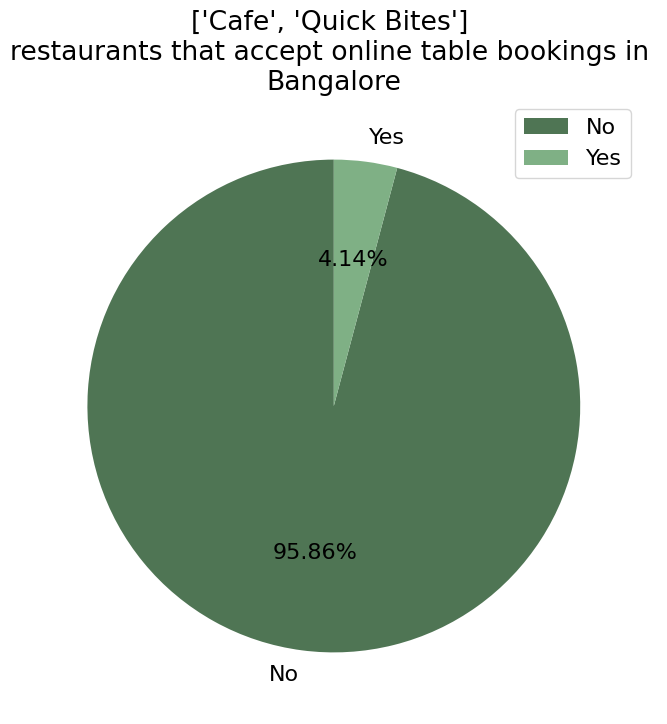 ['Cafe', 'Quick Bites']
restaurants that accept online table bookings in
Bangalore
No
Yes
Yes
4.14%
95.86%
No